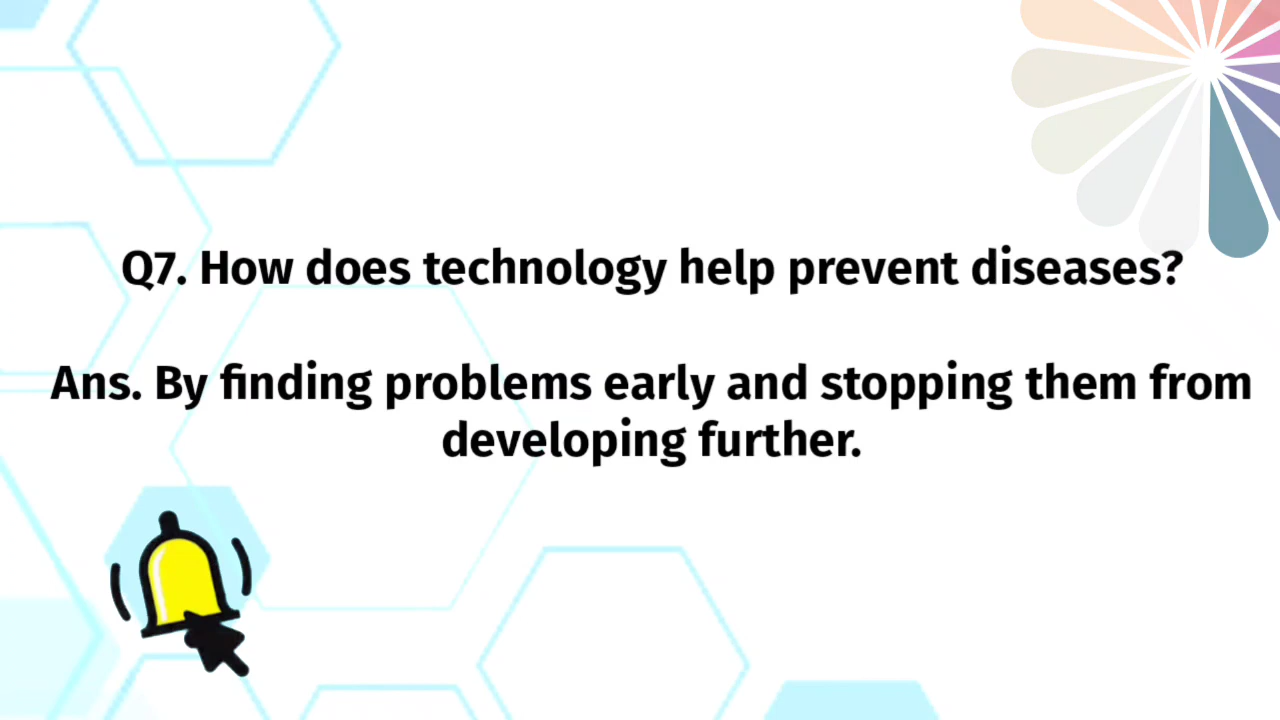 Q7. How does technology help prevent diseases?
Ans. By finding problems early and stopping them from
developing further.